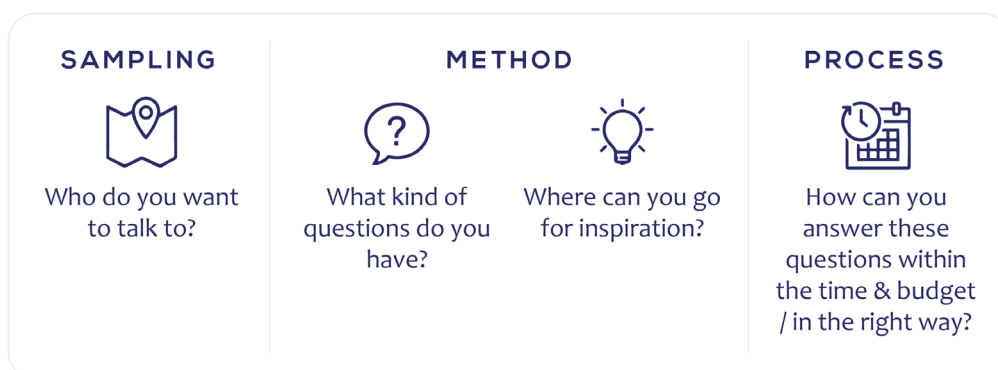 SAMPLING
Who do you want
to talk to?
METHOD
?
What kind of
questions do you
have?
Where can you go
for inspiration?
PROCESS
How can you
answer these
questions within
the time & budget
/ in the right way?